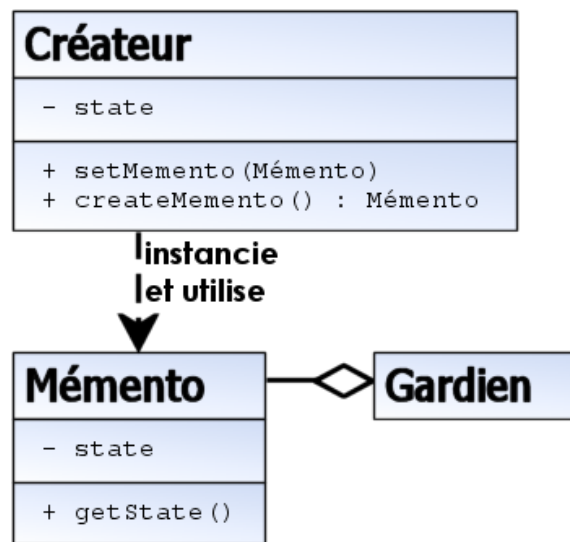 Créateur
- state
+ setMemento(Mémento)
+ createMemento() : Mémento
instancie
et utilise
Mémento
Gardien
- state
+ getState()